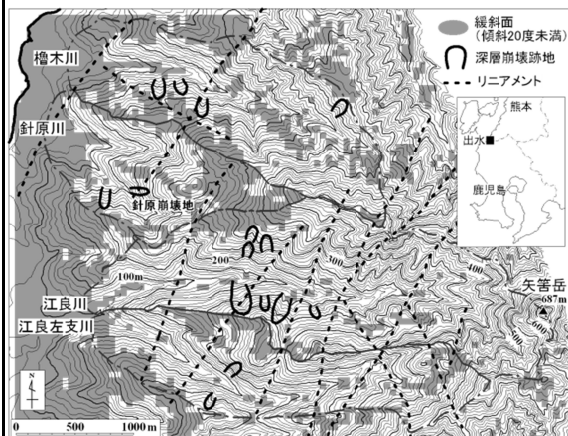 緩斜面
(傾斜20度未満)
深層崩壊跡地
リニアメント
熊本
出水
鹿児島
櫓木川
針原川
針原崩壊地
100m
200
300
400
500
600
矢筈岳
687m
江良川
江良左支川
N
0 500 1000 m